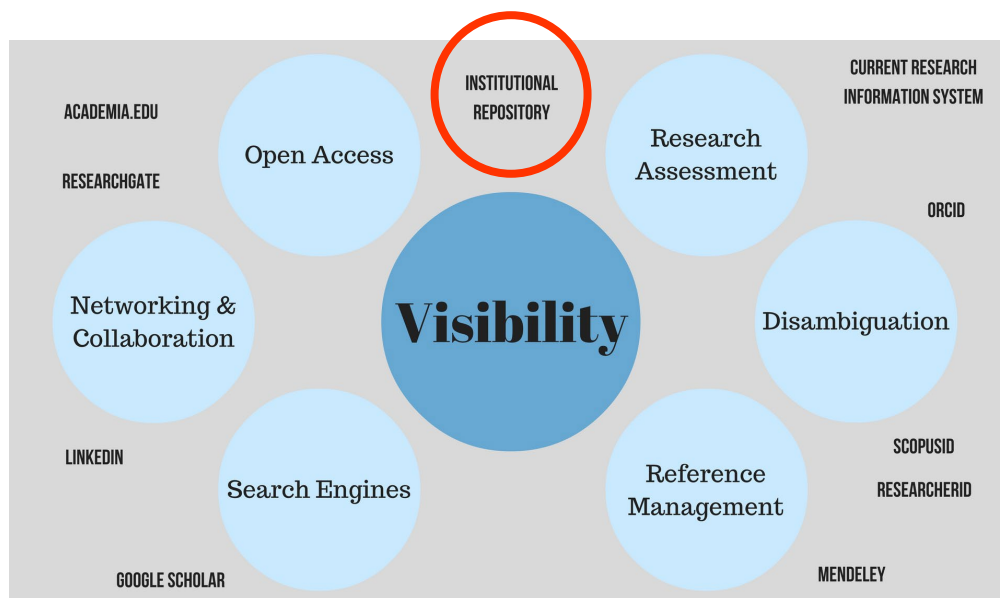 INSTITUTIONAL
REPOSITORY
CURRENT RESEARCH
INFORMATION SYSTEM
ACADEMIA.EDU
Open Access
Research
Assessment
RESEARCHGATE
ORCID
Networking &
Collaboration
Visibility
Disambiguation
LINKEDIN
Search Engines
Reference
Management
SCOPUSID
RESEARCHERID
GOOGLE SCHOLAR
MENDELEY